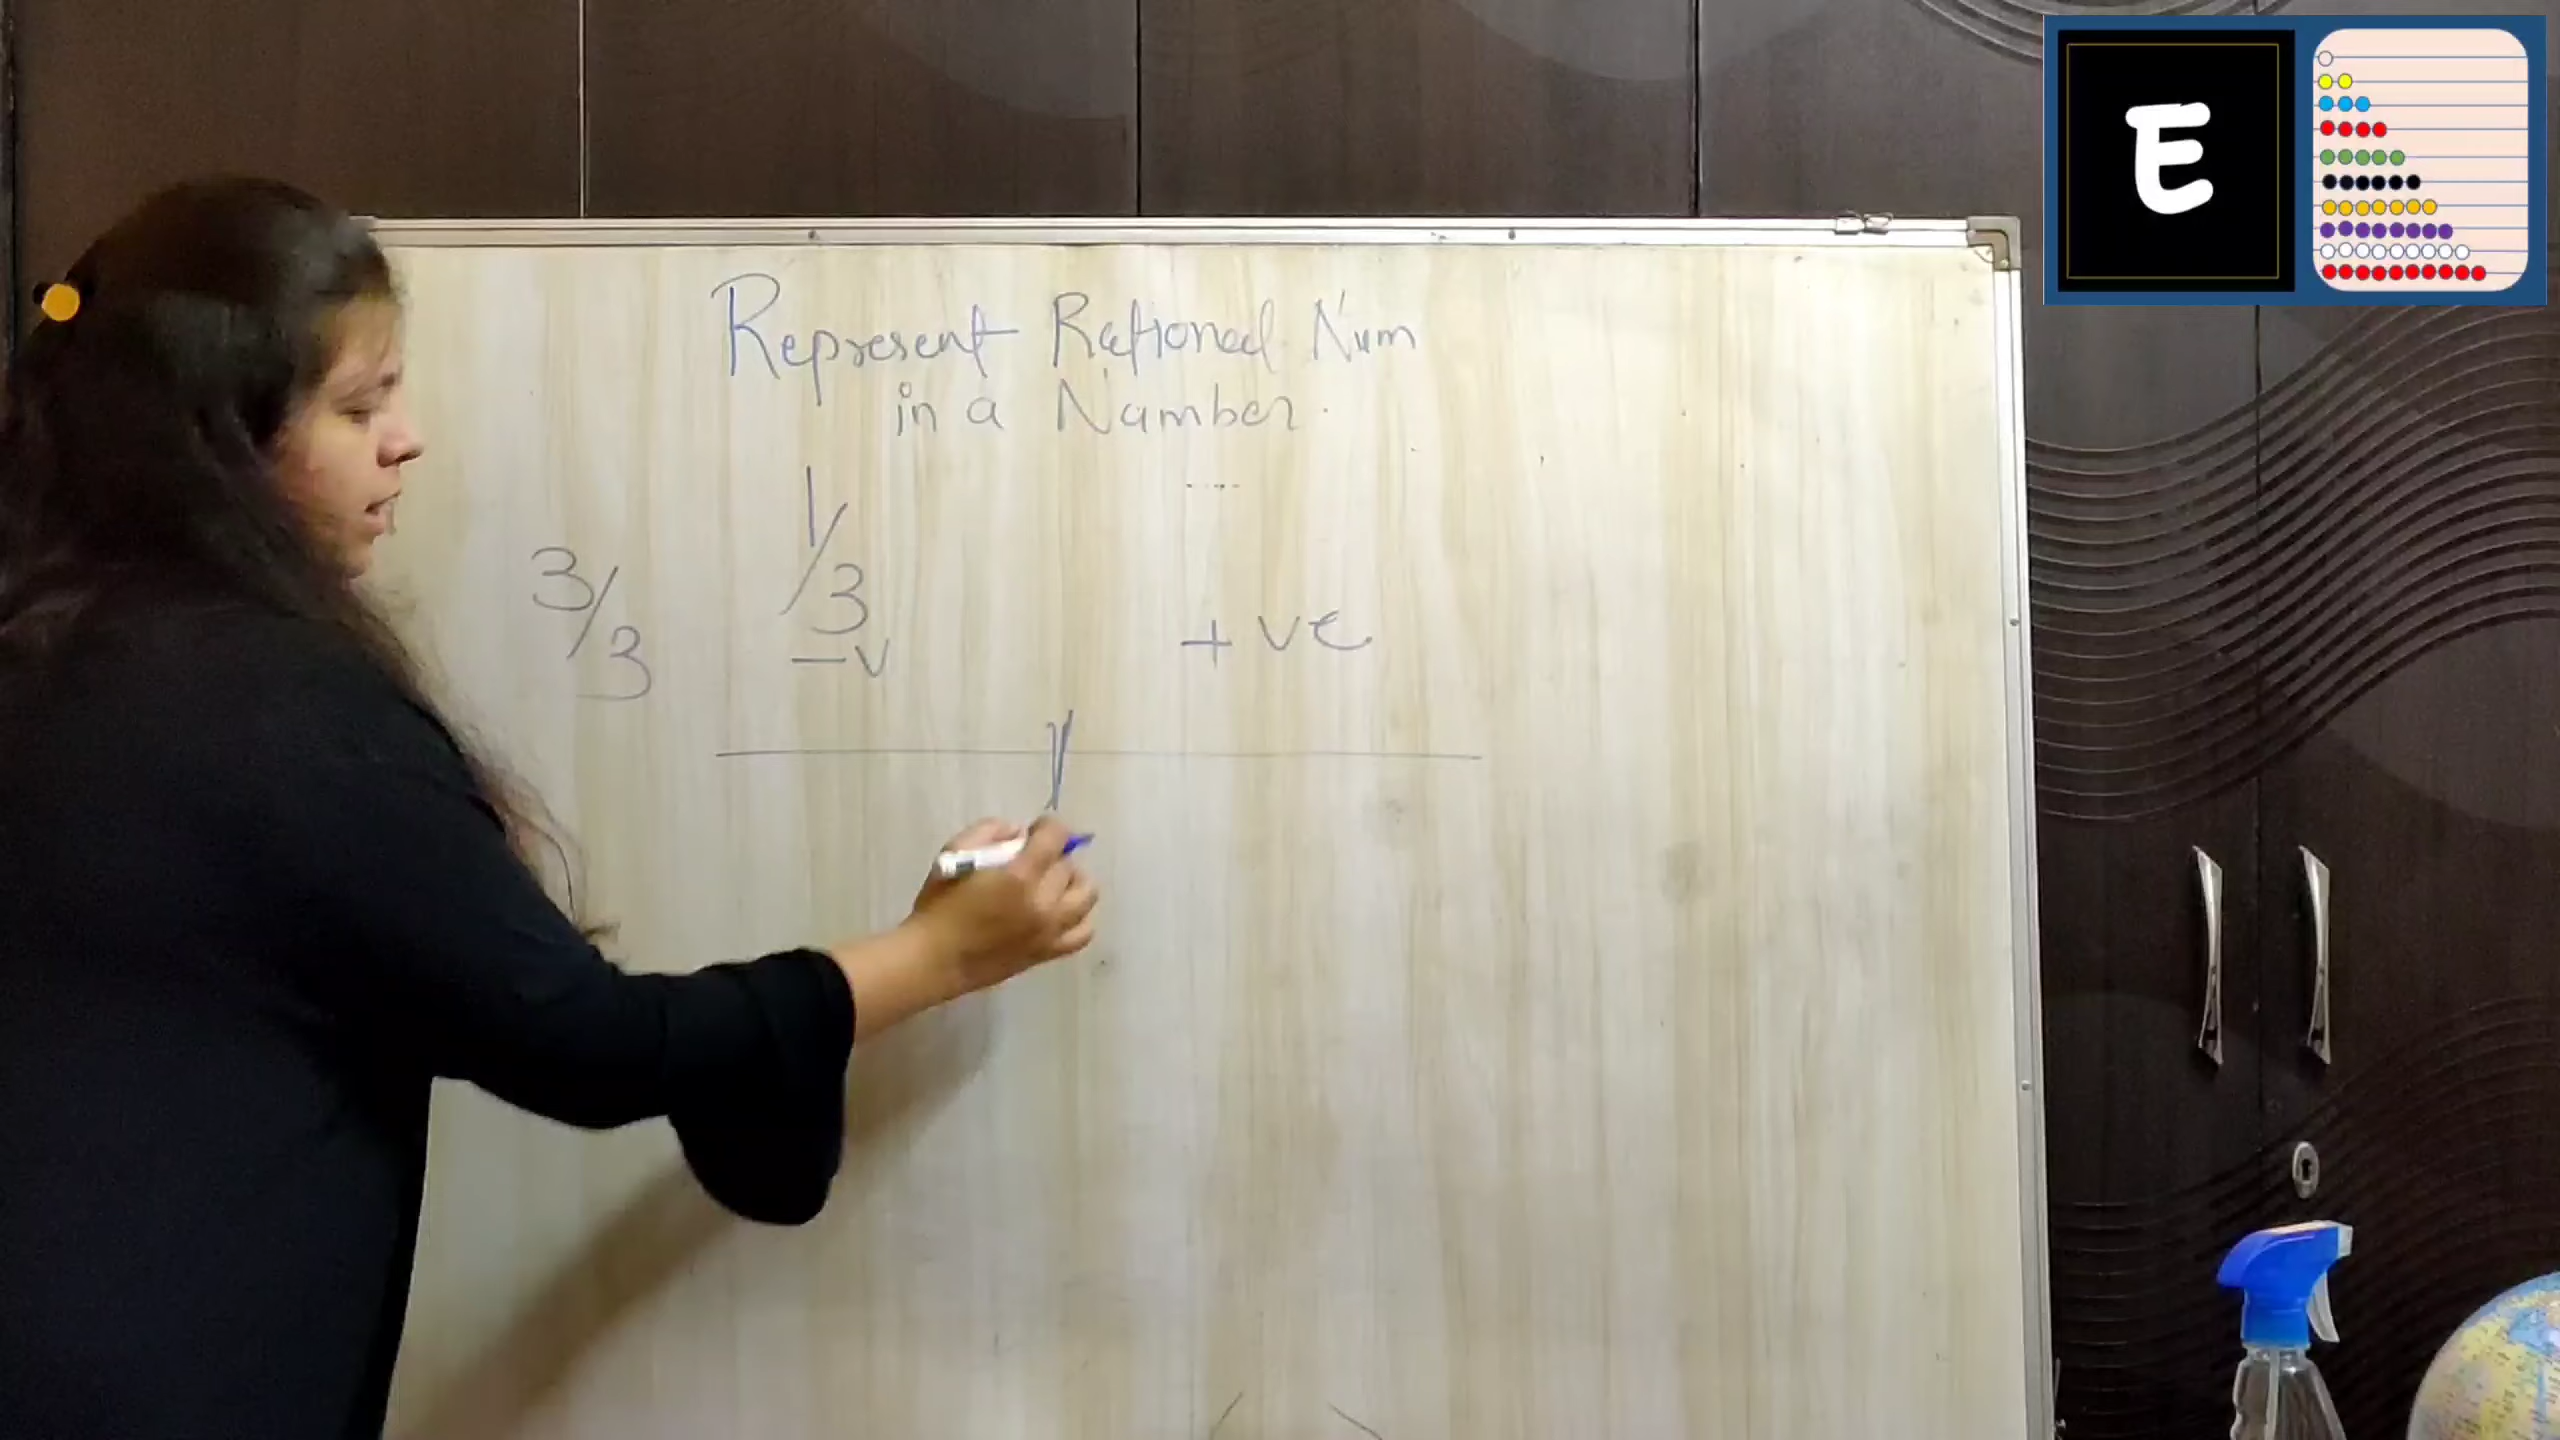 Represent Rational Num
in a Number.
1/3
3/3
-v
+ve
E